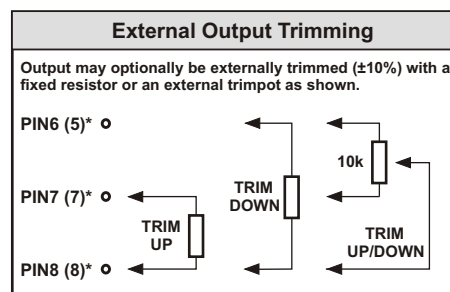 External Output Trimming
Output may optionally be externally trimmed (±10%) with a
fixed resistor or an external trimpot as shown.
PIN6 (5)*
10k
PIN7 (7)*
TRIM
DOWN
TRIM
UP
TRIM
UP/DOWN
PIN8 (8)*